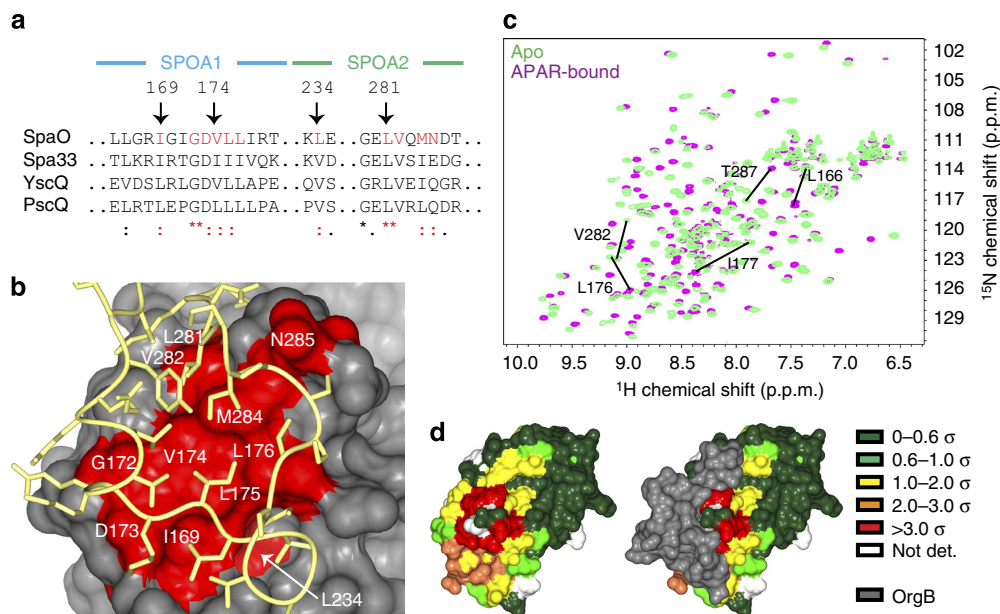 a
SPOA1 SPOA2
169 174 234 281
SpaO ..LLGRIGIGDVLLIRT..KLE..GELVQMNDT..
Spa33 ..TLKRIRTGDIIIVQK..KVD..GELVSIEDG..
YscQ ..EVDSLRLGDVLLAPE..QVS..GRLVEIQGR..
PscQ ..ELRTLEPGDLLLLPA..PVS..GELVRLQDR..
: : **::: :. * ** ::.
b
L281
N285
V282
M284
G172 V174 L176
L175
D173 I169
L234
c
Apo
APAR-bound
T287
L166
V282
I177
L176
102
105
108
111
114
117
120
123
126
129
15N chemical shift (p.p.m.)
10.0 9.5 9.0 8.5 8.0 7.5 7.0 6.5
1H chemical shift (p.p.m.)
d
0–0.6 σ
0.6–1.0 σ
1.0–2.0 σ
2.0–3.0 σ
>3.0 σ
Not det.
OrgB